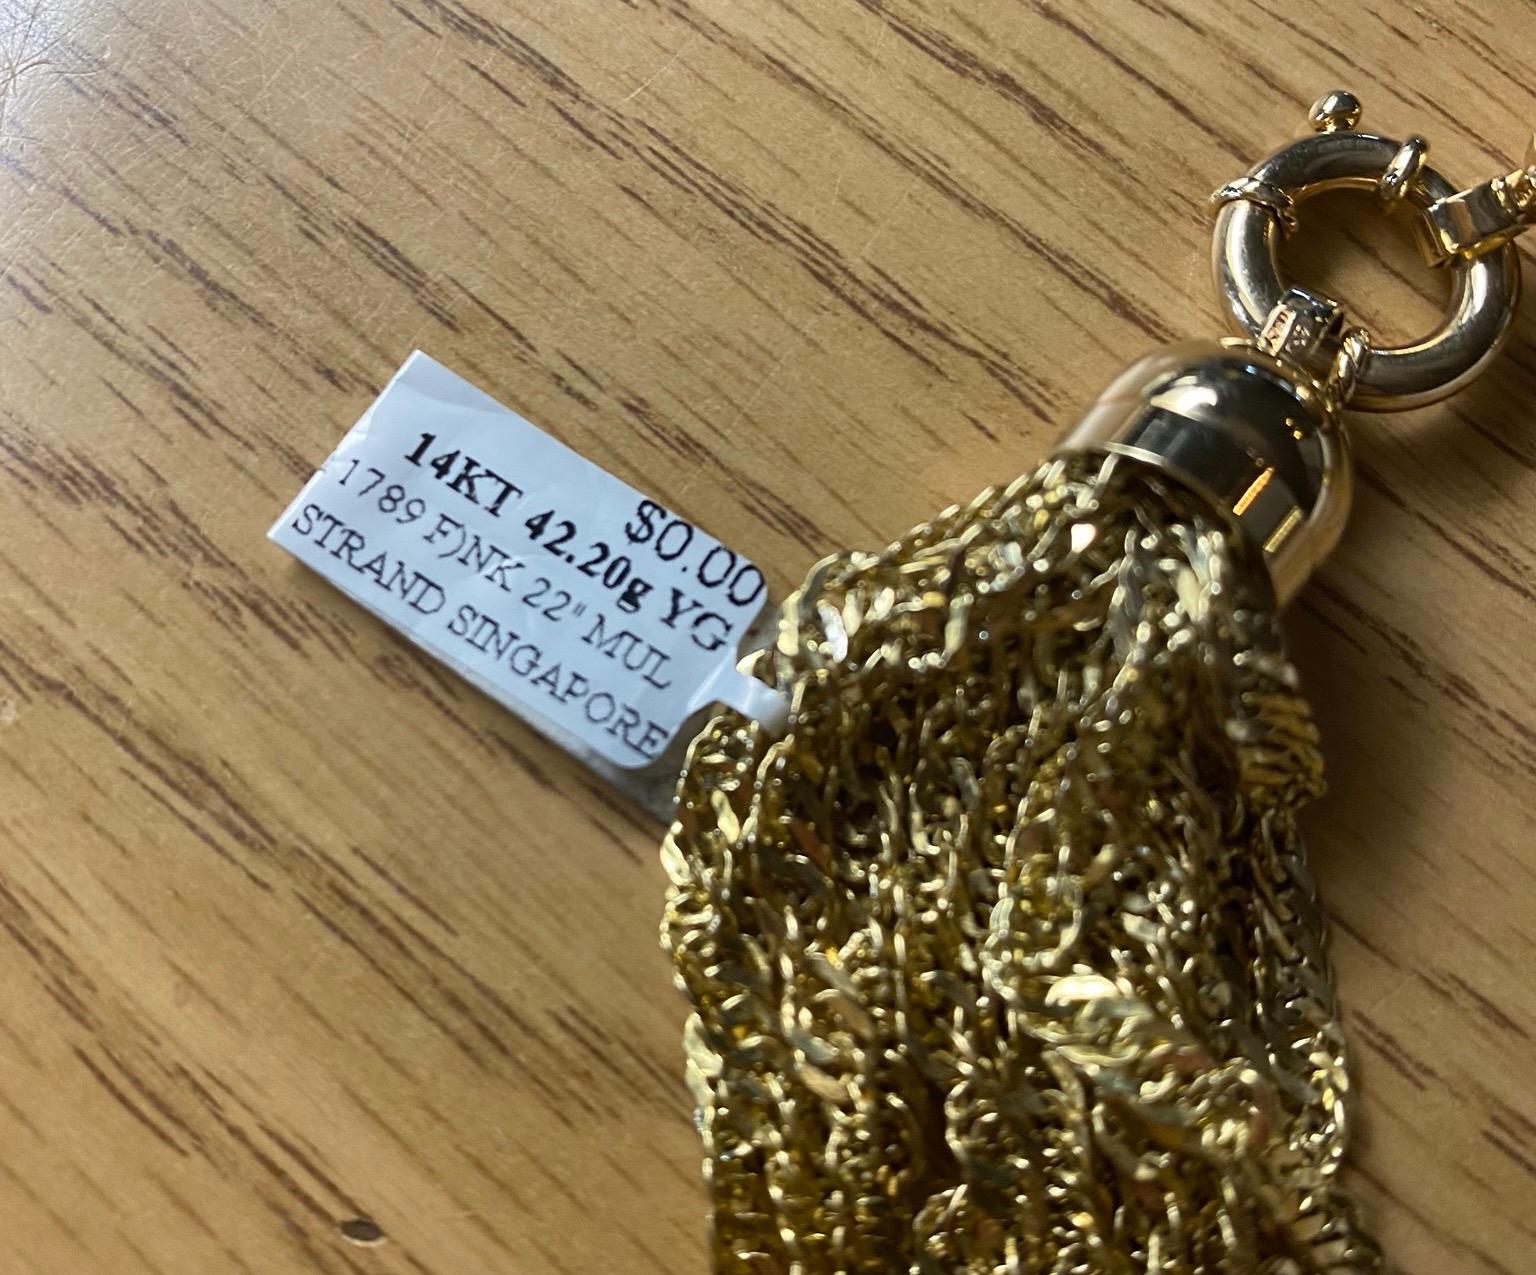 $0.00
14KT 42.20g YG
1789 F)NK 22" MUL
STRAND SINGAPORE